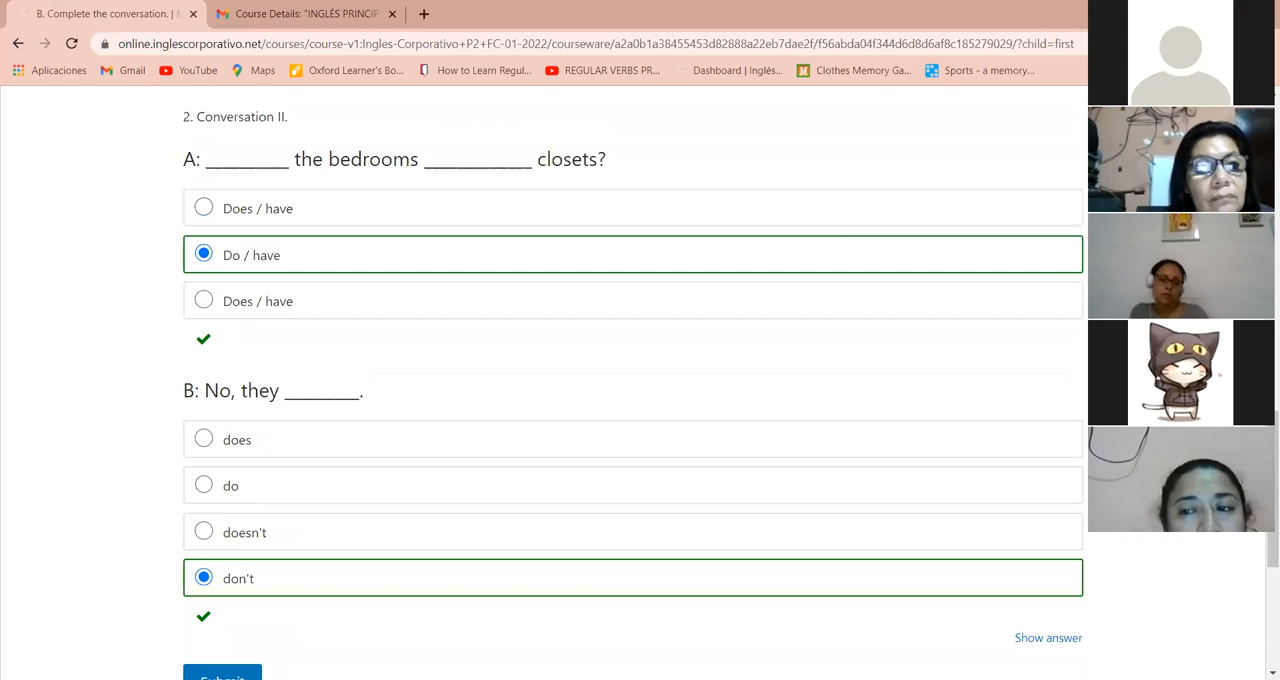 B. Complete the conversation. | M
Course Details: "INGLÉS PRINCIP
online.inglescorporativo.net/courses/course-v1:Ingles-Corporativo+P2+FC-01-2022/courseware/a2a0b1a38455453d82888a22eb7dae2f/f56abda04f344d6d8d6af8c185279029/?child=first
Aplicaciones
Gmail
YouTube
Maps
Oxford Learner's Bo...
How to Learn Regul...
REGULAR VERBS PR...
Dashboard | Inglés...
Clothes Memory Ga...
Sports - a memory...
2. Conversation II.
A: _________ the bedrooms ____________ closets?
Does / have
Do / have
Does / have
B: No, they ________.
does
do
doesn't
don't
Show answer
Submit